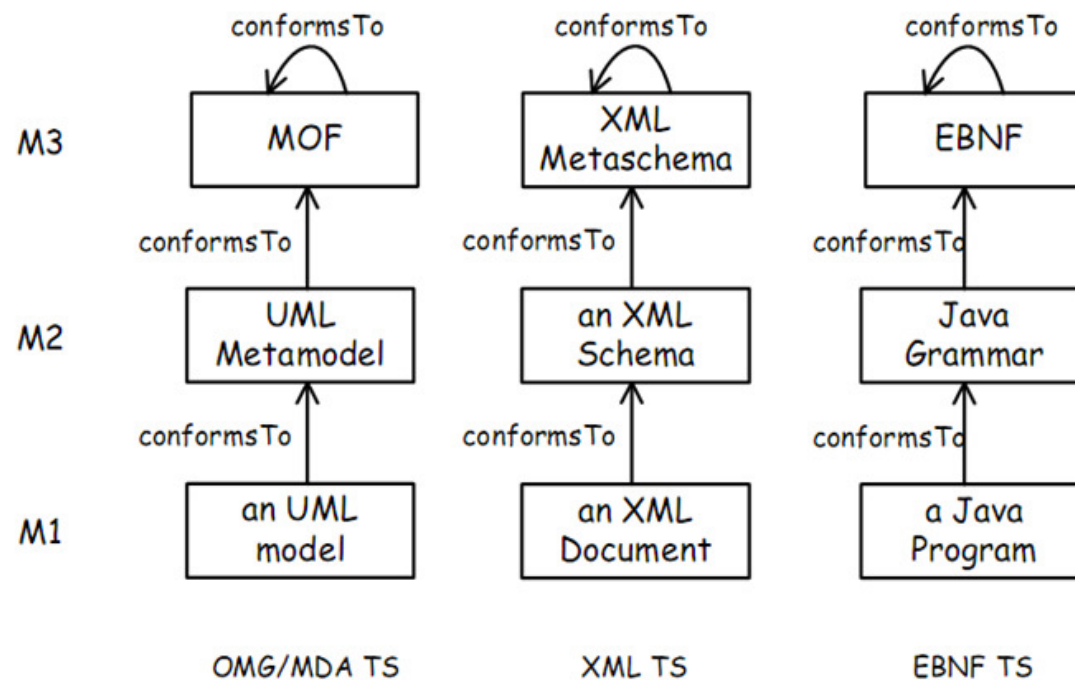 conformsTo conformsTo conformsTo
M3 MOF XML Metaschema EBNF
conformsTo conformsTo conformsTo
M2 UML Metamodel an XML Schema Java Grammar
conformsTo conformsTo conformsTo
M1 an UML model an XML Document a Java Program
OMG/MDA TS XML TS EBNF TS